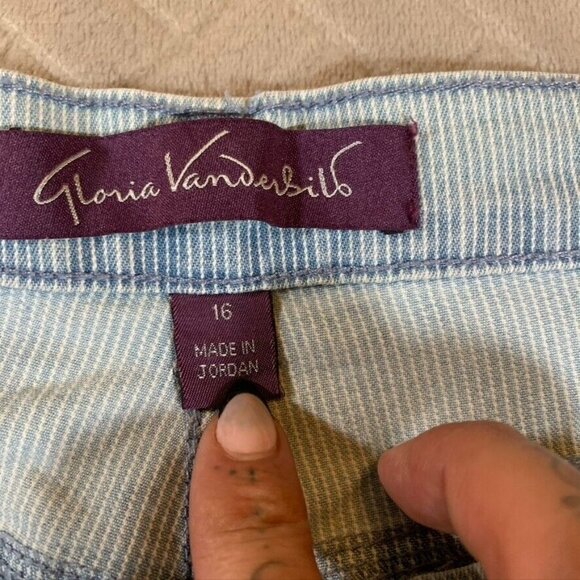 Gloria Vanderbilt
16
MADE IN
JORDAN